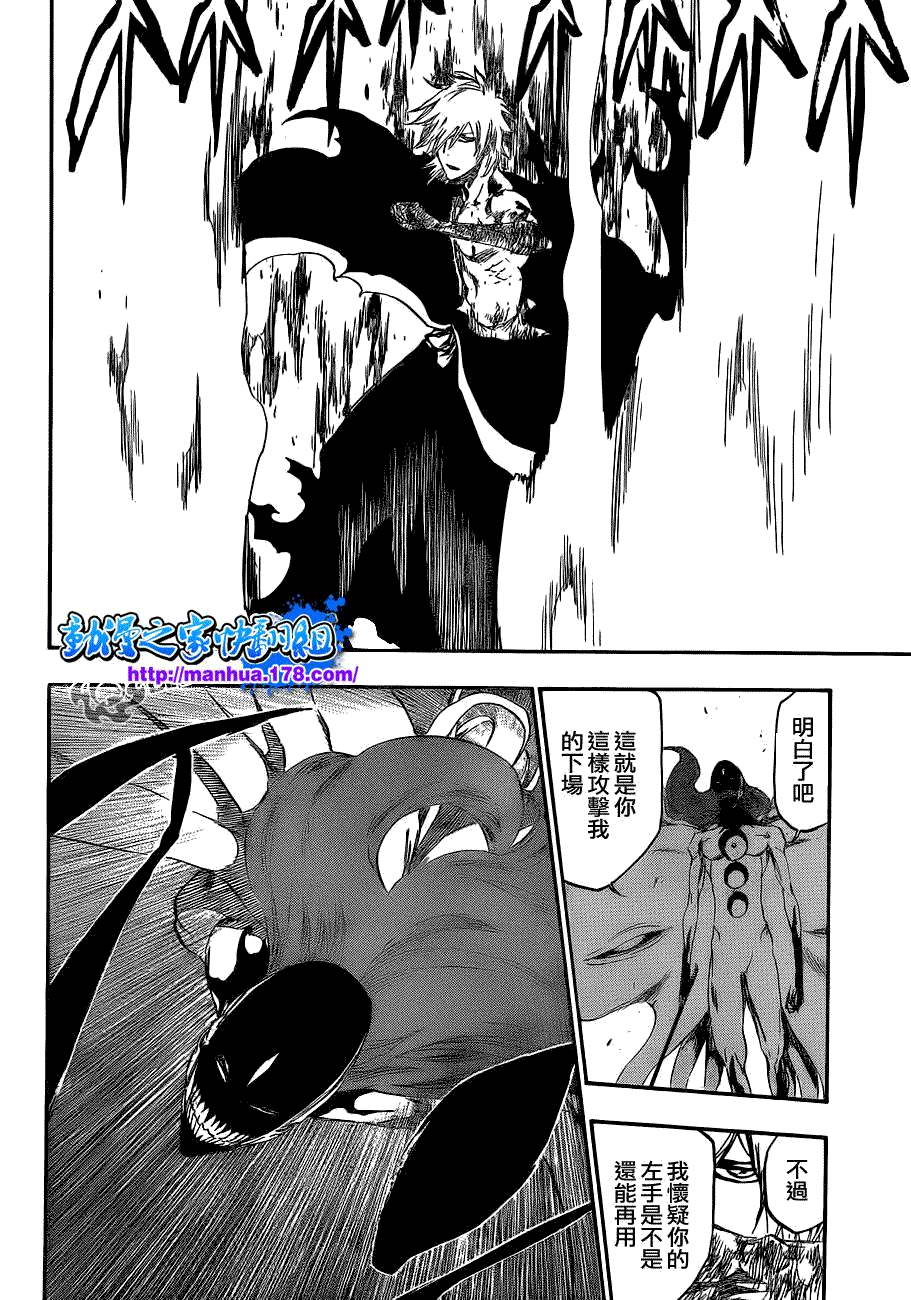 動漫之家快翻組
http://manhua.178.com/
明白了吧
這就是你
這樣攻擊我
的下場
不過
我懷疑你的
左手是不是
還能再用